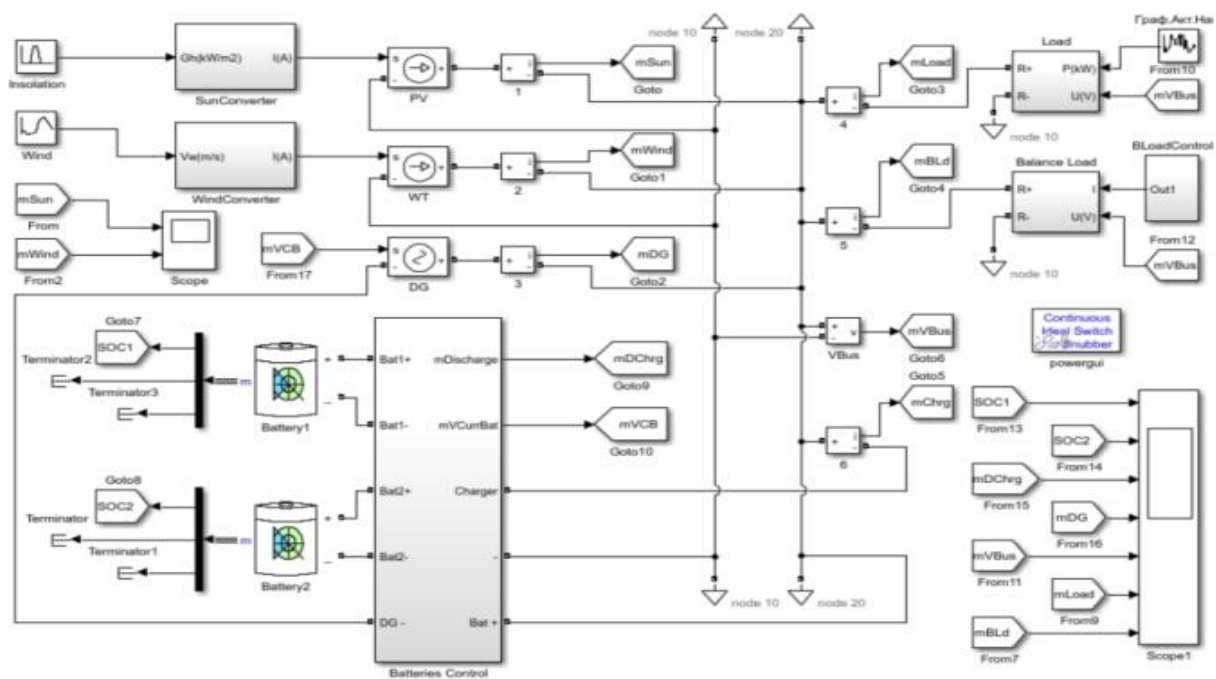 Insolation
Gh(kW/m2)
I(A)
SunConverter
s
-
+
PV
+
-
i
1
mSun
Goto
Wind
Vw(m/s)
I(A)
WindConverter
s
-
+
WT
+
-
i
2
mWind
Goto1
mSun
From
mWind
From2
Scope
mVCB
From17
s
-
+
DG
+
-
i
3
mDG
Goto2
node 10
node 20
Goto7
SOC1
Terminator2
Terminator3
m
+
-
Battery1
Goto8
SOC2
Terminator
Terminator1
m
+
-
Battery2
Bat1+
Bat1-
Bat2+
Bat2-
DG -
mDischarge
mVCurrBat
Charger
-
Bat +
Batteries Control
mDChrg
Goto9
mVCB
Goto10
node 10
node 20
+
-
i
4
mLoad
Goto3
Load
R+
R-
P(kW)
U(V)
node 10
Граф.Акт.На
From10
mVBus
+
-
i
5
mBLd
Goto4
Balance Load
R+
R-
I
U(V)
node 10
BLoadControl
Out1
From12
mVBus
+
-
v
VBus
mVBus
Goto6
Goto5
mChrg
+
-
i
6
Continuous
Ideal Switch
powergui
SOC1
From13
SOC2
From14
mDChrg
From15
mDG
From16
mVBus
From11
mLoad
From9
mBLd
From7
Scope1